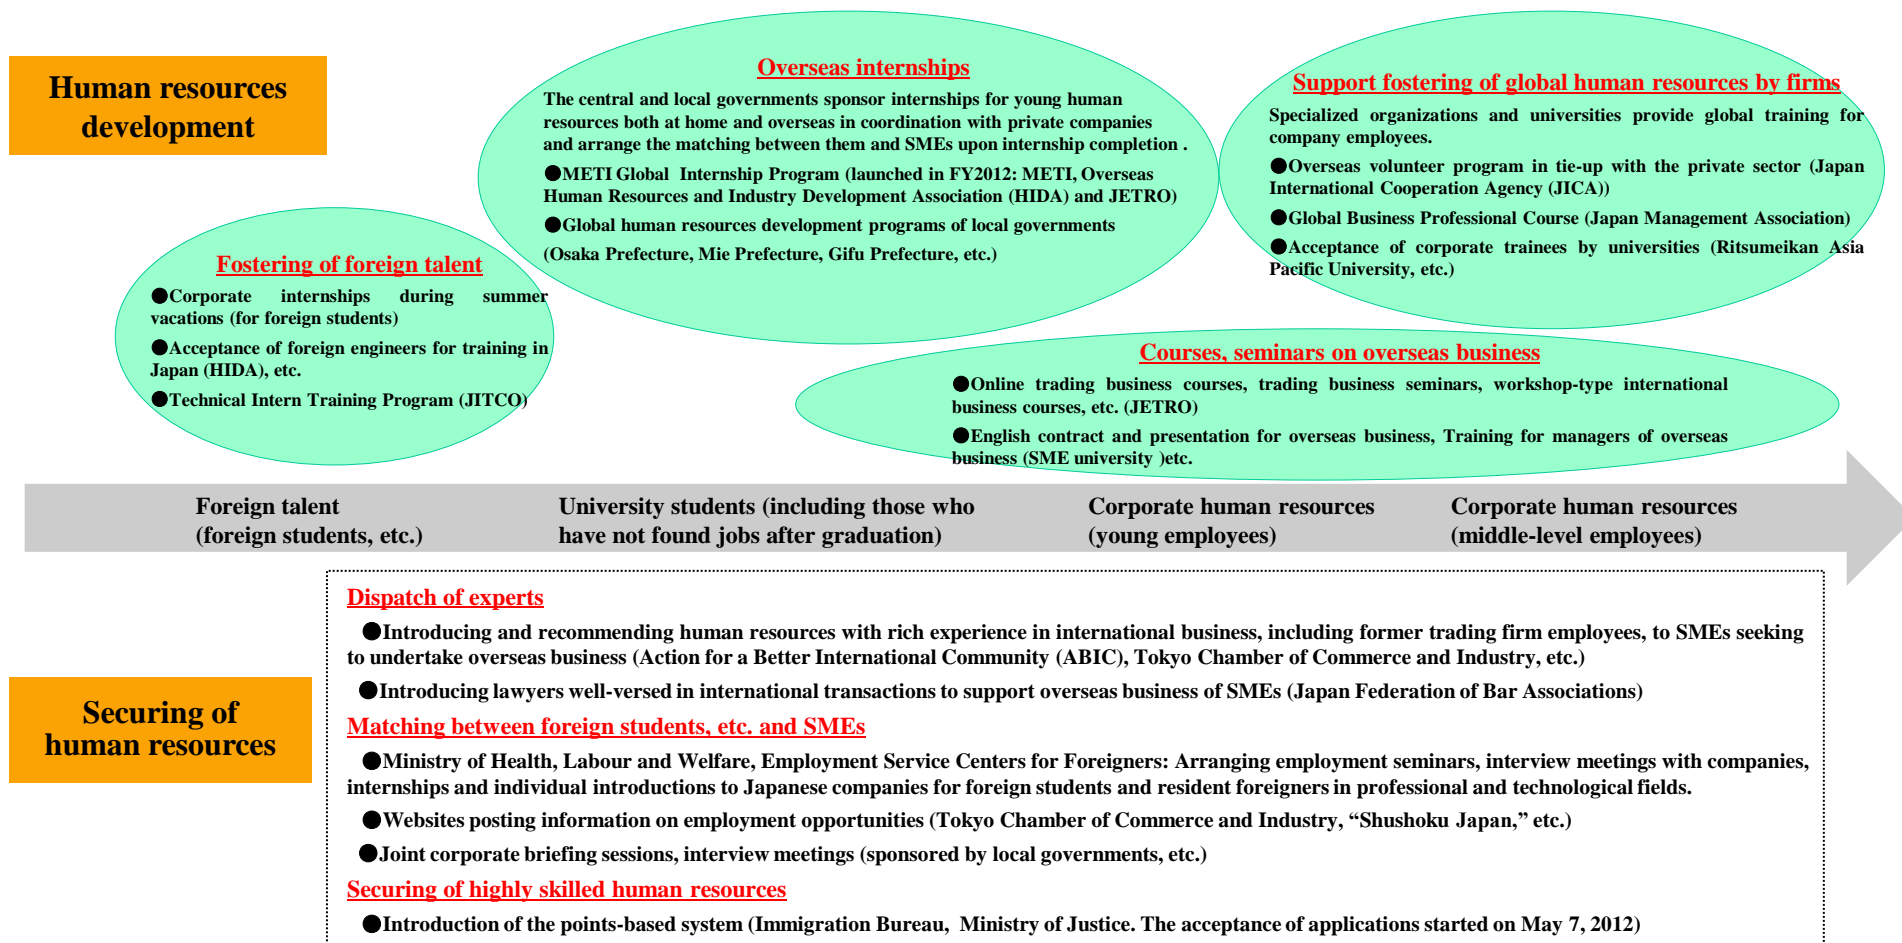 Human resources
development
Overseas internships
The central and local governments sponsor internships for young human
resources both at home and overseas in coordination with private companies
and arrange the matching between them and SMEs upon internship completion .
●METI Global Internship Program (launched in FY2012: METI, Overseas
Human Resources and Industry Development Association (HIDA) and JETRO)
●Global human resources development programs of local governments
(Osaka Prefecture, Mie Prefecture, Gifu Prefecture, etc.)
Support fostering of global human resources by firms
Specialized organizations and universities provide global training for
company employees.
●Overseas volunteer program in tie-up with the private sector (Japan
International Cooperation Agency (JICA))
●Global Business Professional Course (Japan Management Association)
●Acceptance of corporate trainees by universities (Ritsumeikan Asia
Pacific University, etc.)
Fostering of foreign talent
●Corporate internships during summer
vacations (for foreign students)
●Acceptance of foreign engineers for training in
Japan (HIDA), etc.
●Technical Intern Training Program (JITCO)
Courses, seminars on overseas business
●Online trading business courses, trading business seminars, workshop-type international
business courses, etc. (JETRO)
●English contract and presentation for overseas business, Training for managers of overseas
business (SME university )etc.
Foreign talent
(foreign students, etc.)
University students (including those who
have not found jobs after graduation)
Corporate human resources
(young employees)
Corporate human resources
(middle-level employees)
Securing of
human resources
Dispatch of experts
●Introducing and recommending human resources with rich experience in international business, including former trading firm employees, to SMEs seeking
to undertake overseas business (Action for a Better International Community (ABIC), Tokyo Chamber of Commerce and Industry, etc.)
●Introducing lawyers well-versed in international transactions to support overseas business of SMEs (Japan Federation of Bar Associations)
Matching between foreign students, etc. and SMEs
●Ministry of Health, Labour and Welfare, Employment Service Centers for Foreigners: Arranging employment seminars, interview meetings with companies,
internships and individual introductions to Japanese companies for foreign students and resident foreigners in professional and technological fields.
●Websites posting information on employment opportunities (Tokyo Chamber of Commerce and Industry, “Shushoku Japan,” etc.)
●Joint corporate briefing sessions, interview meetings (sponsored by local governments, etc.)
Securing of highly skilled human resources
●Introduction of the points-based system (Immigration Bureau, Ministry of Justice. The acceptance of applications started on May 7, 2012)